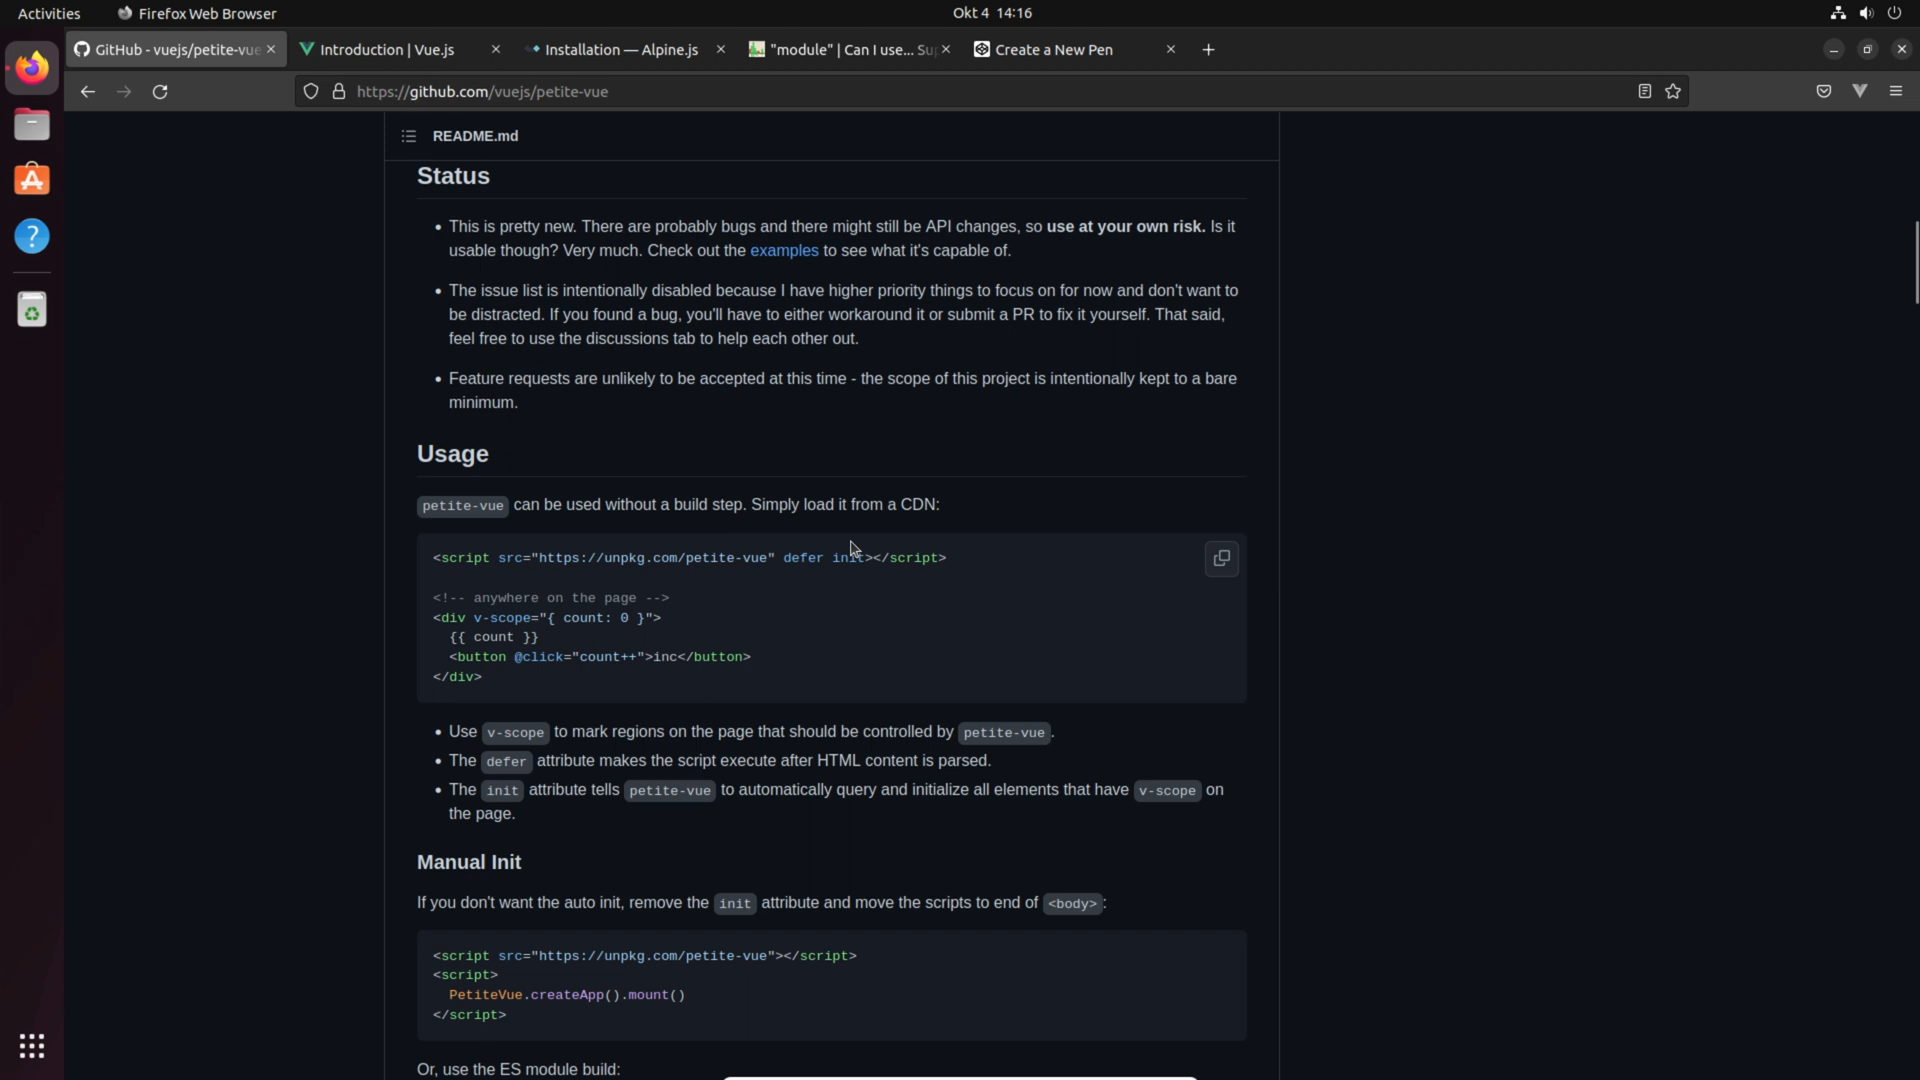 Activities
Firefox Web Browser
Okt 4 14:16
GitHub - vuejs/petite-vue
Introduction | Vue.js
Installation — Alpine.js
"module" | Can I use... Sup
Create a New Pen
https://github.com/vuejs/petite-vue
README.md
Status
• This is pretty new. There are probably bugs and there might still be API changes, so use at your own risk. Is it
usable though? Very much. Check out the examples to see what it's capable of.
• The issue list is intentionally disabled because I have higher priority things to focus on for now and don't want to
be distracted. If you found a bug, you'll have to either workaround it or submit a PR to fix it yourself. That said,
feel free to use the discussions tab to help each other out.
• Feature requests are unlikely to be accepted at this time - the scope of this project is intentionally kept to a bare
minimum.
Usage
petite-vue can be used without a build step. Simply load it from a CDN:
<script src="https://unpkg.com/petite-vue" defer init></script>
<!-- anywhere on the page -->
<div v-scope="{ count: 0 }">
{{ count }}
<button @click="count++">inc</button>
</div>
• Use v-scope to mark regions on the page that should be controlled by petite-vue.
• The defer attribute makes the script execute after HTML content is parsed.
• The init attribute tells petite-vue to automatically query and initialize all elements that have v-scope on
the page.
Manual Init
If you don't want the auto init, remove the init attribute and move the scripts to end of <body>:
<script src="https://unpkg.com/petite-vue"></script>
<script>
PetiteVue.createApp().mount()
</script>
Or, use the ES module build: